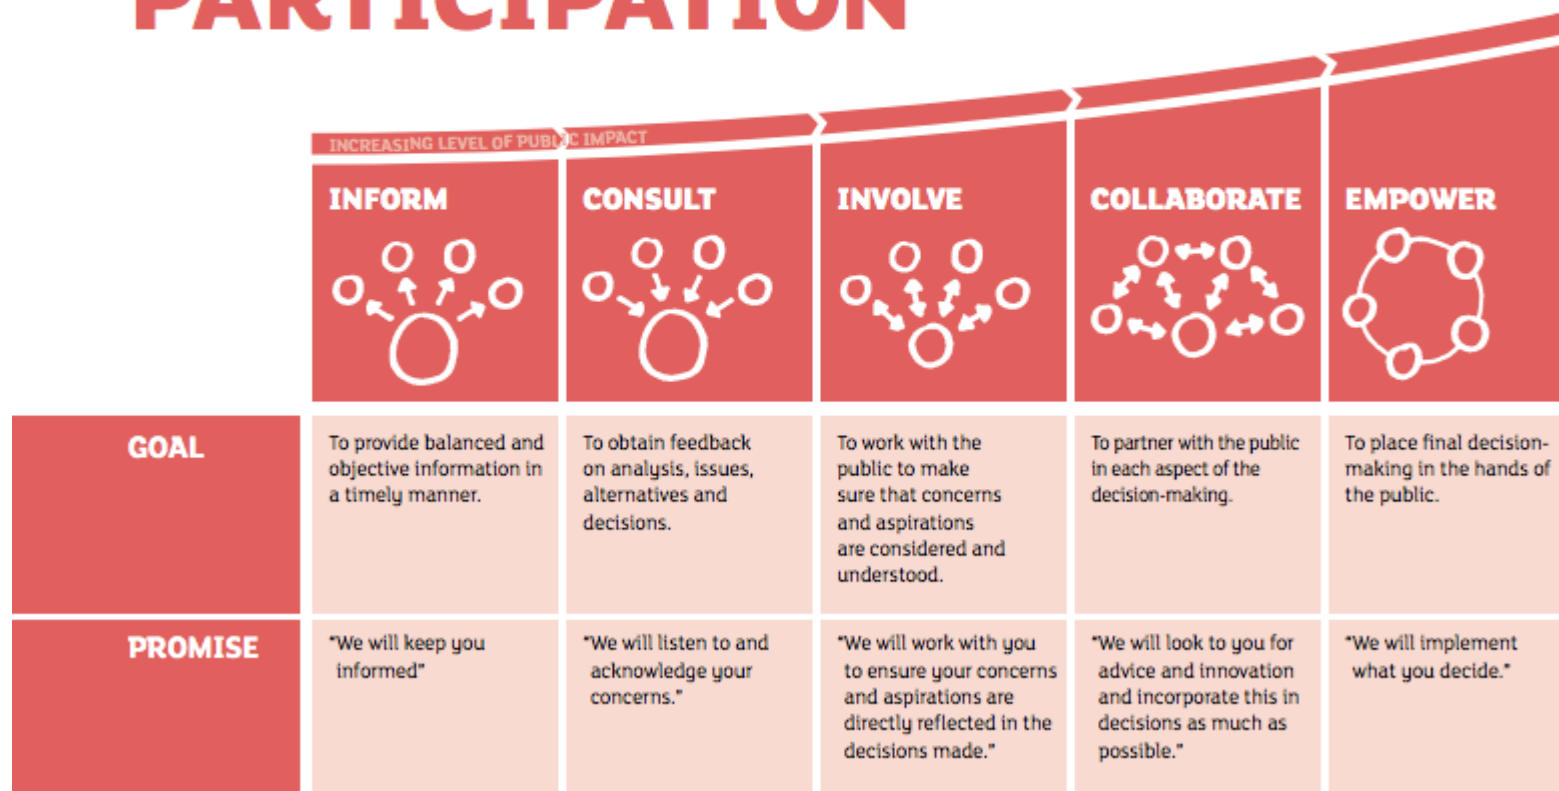 PARTICIPATION
INCREASING LEVEL OF PUBLIC IMPACT
INFORM
CONSULT
INVOLVE
COLLABORATE
EMPOWER
GOAL
To provide balanced and
objective information in
a timely manner.
To obtain feedback
on analysis, issues,
alternatives and
decisions.
To work with the
public to make
sure that concerns
and aspirations
are considered and
understood.
To partner with the public
in each aspect of the
decision-making.
To place final decision-
making in the hands of
the public.
PROMISE
“We will keep you
informed”
“We will listen to and
acknowledge your
concerns.”
“We will work with you
to ensure your concerns
and aspirations are
directly reflected in the
decisions made.”
“We will look to you for
advice and innovation
and incorporate this in
decisions as much as
possible.”
“We will implement
what you decide.”